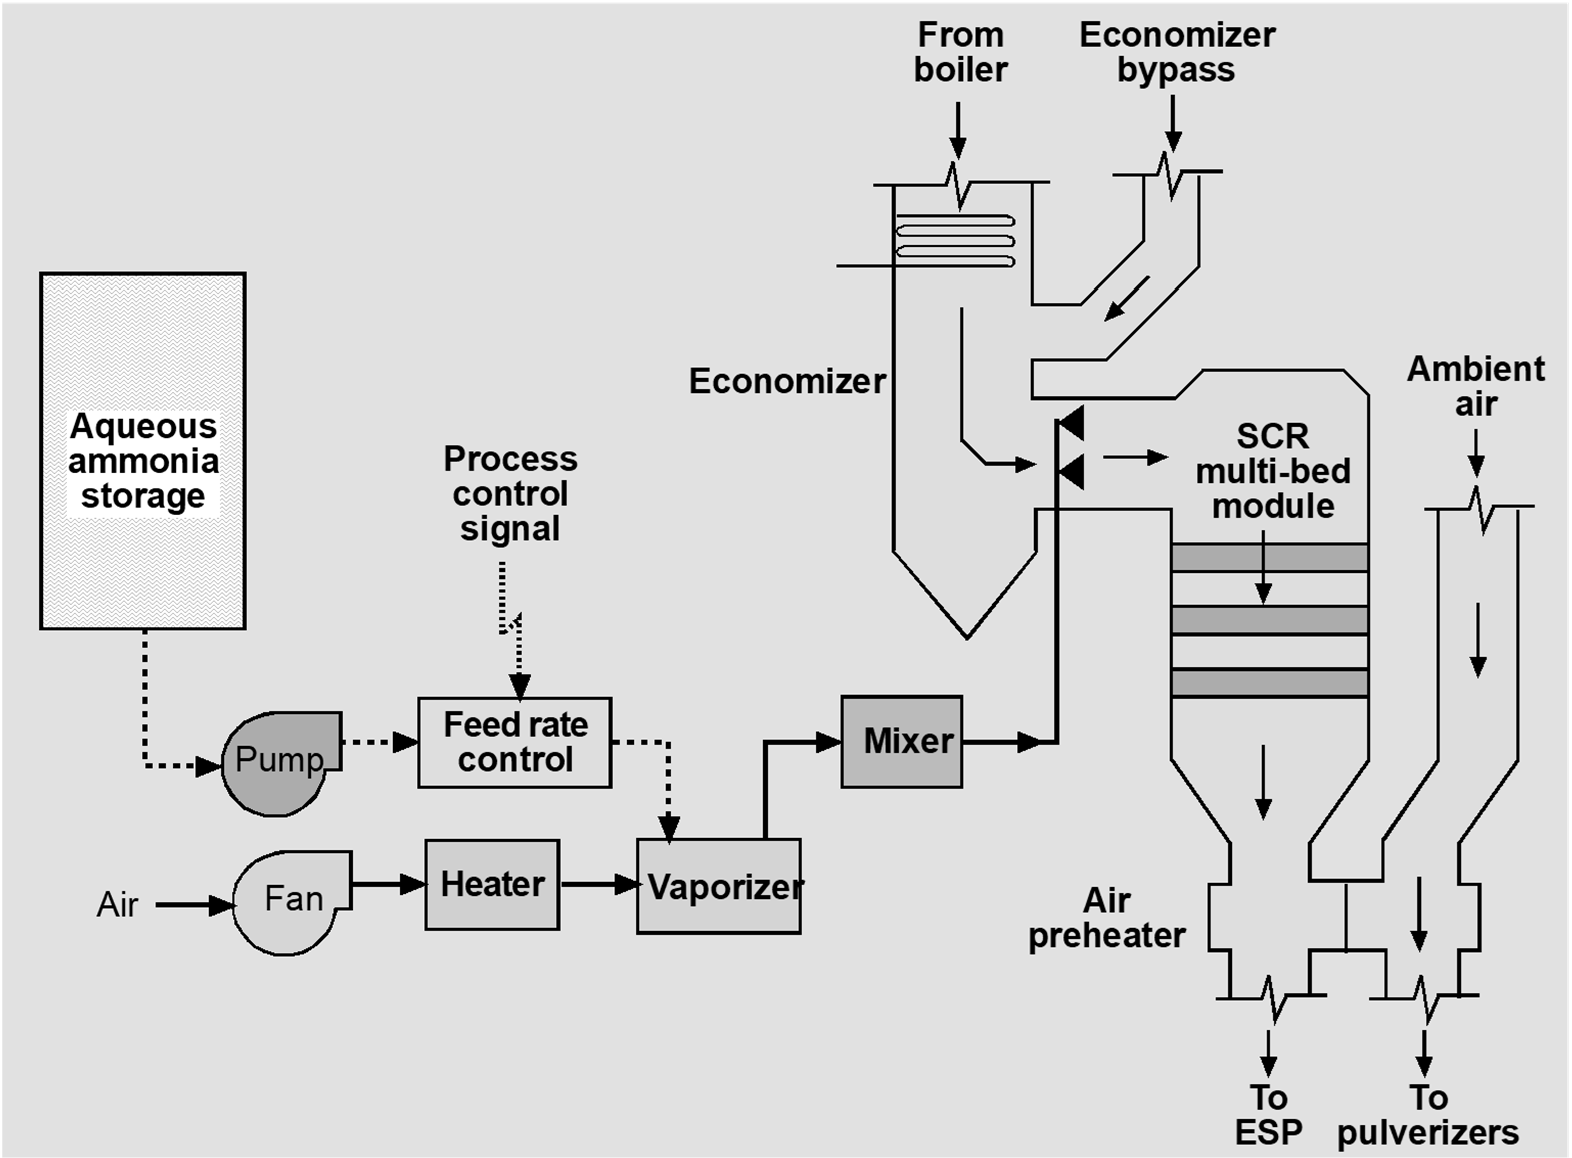 From
boiler
Economizer
bypass
Economizer
Ambient
air
Aqueous
ammonia
storage
Process
control
signal
SCR
multi-bed
module
Pump
Feed rate
control
Mixer
Air
Fan
Heater
Vaporizer
Air
preheater
To
ESP
To
pulverizers